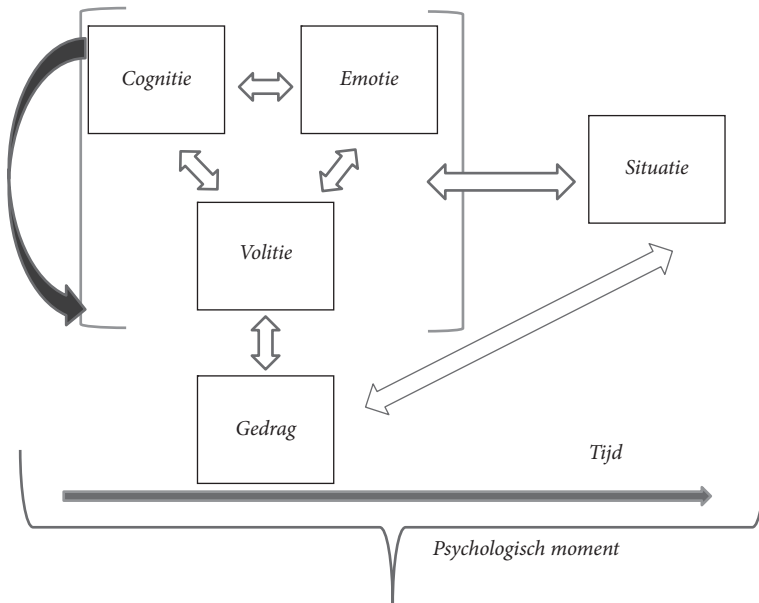 Cognitie
Emotie
Situatie
Volitie
Gedrag
Tijd
Psychologisch moment